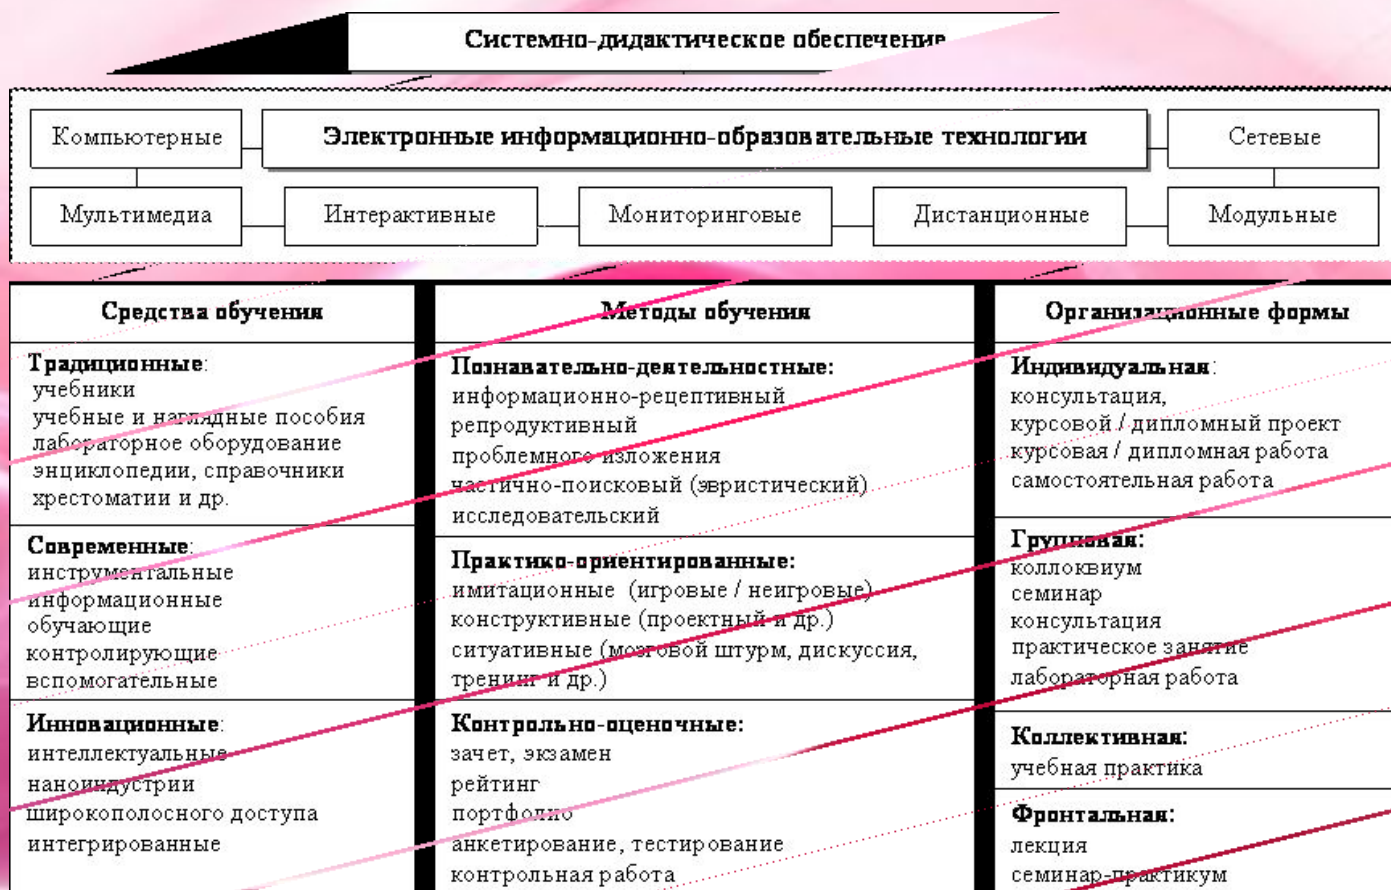 Системно-дидактическое обеспечение
Компьютерные
Электронные информационно-образовательные технологии
Сетевые
Мультимедиа
Интерактивные
Мониторинговые
Дистанционные
Модульные
Средства обучения
Традиционные:
учебники
учебные и наглядные пособия
лабораторное оборудование
энциклопедии, справочники
хрестоматии и др.
Современные:
инструментальные
информационные
обучающие
контролирующие
вспомогательные
Инновационные:
интеллектуальные
наноиндустрии
широкополосного доступа
интегрированные
Методы обучения
Познавательно-деятельностные:
информационно-рецептивный
репродуктивный
проблемного изложения
частично-поисковый (эвристический)
исследовательский
Практико-ориентированные:
имитационные (игровые / неигровые)
конструктивные (проектный и др.)
ситуативные (мозговой штурм, дискуссия,
тренинг и др.)
Контрольно-оценочные:
зачет, экзамен
рейтинг
портфолио
анкетирование, тестирование
контрольная работа
Организационные формы
Индивидуальная:
консультация,
курсовой / дипломный проект
курсовая / дипломная работа
самостоятельная работа
Групповая:
коллоквиум
семинар
консультация
практическое занятие
лабораторная работа
Коллективная:
учебная практика
Фронтальная:
лекция
семинар-практикум